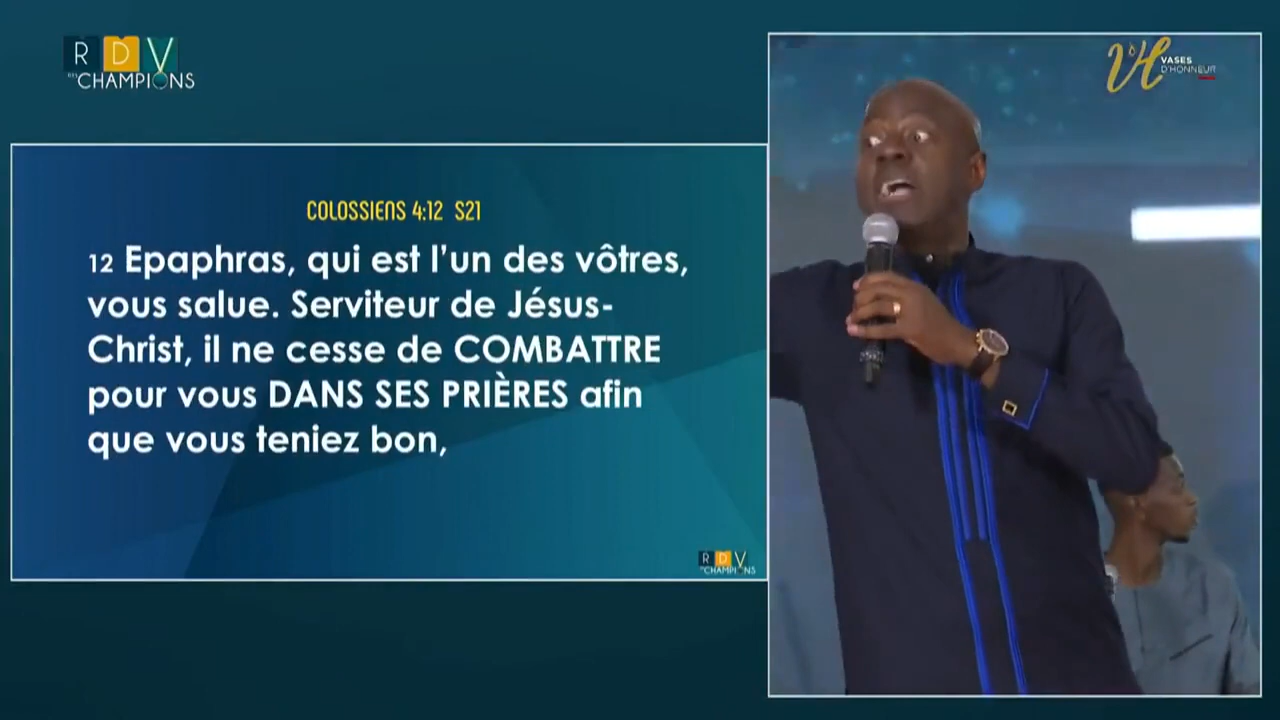 RDV
DES CHAMPIONS
VH VASES
D'HONNEUR
COLOSSIENS 4:12 S21
12 Epaphras, qui est l'un des vôtres,
vous salue. Serviteur de Jésus-
Christ, il ne cesse de COMBATTRE
pour vous DANS SES PRIÈRES afin
que vous teniez bon,
RDV
DES CHAMPIONS